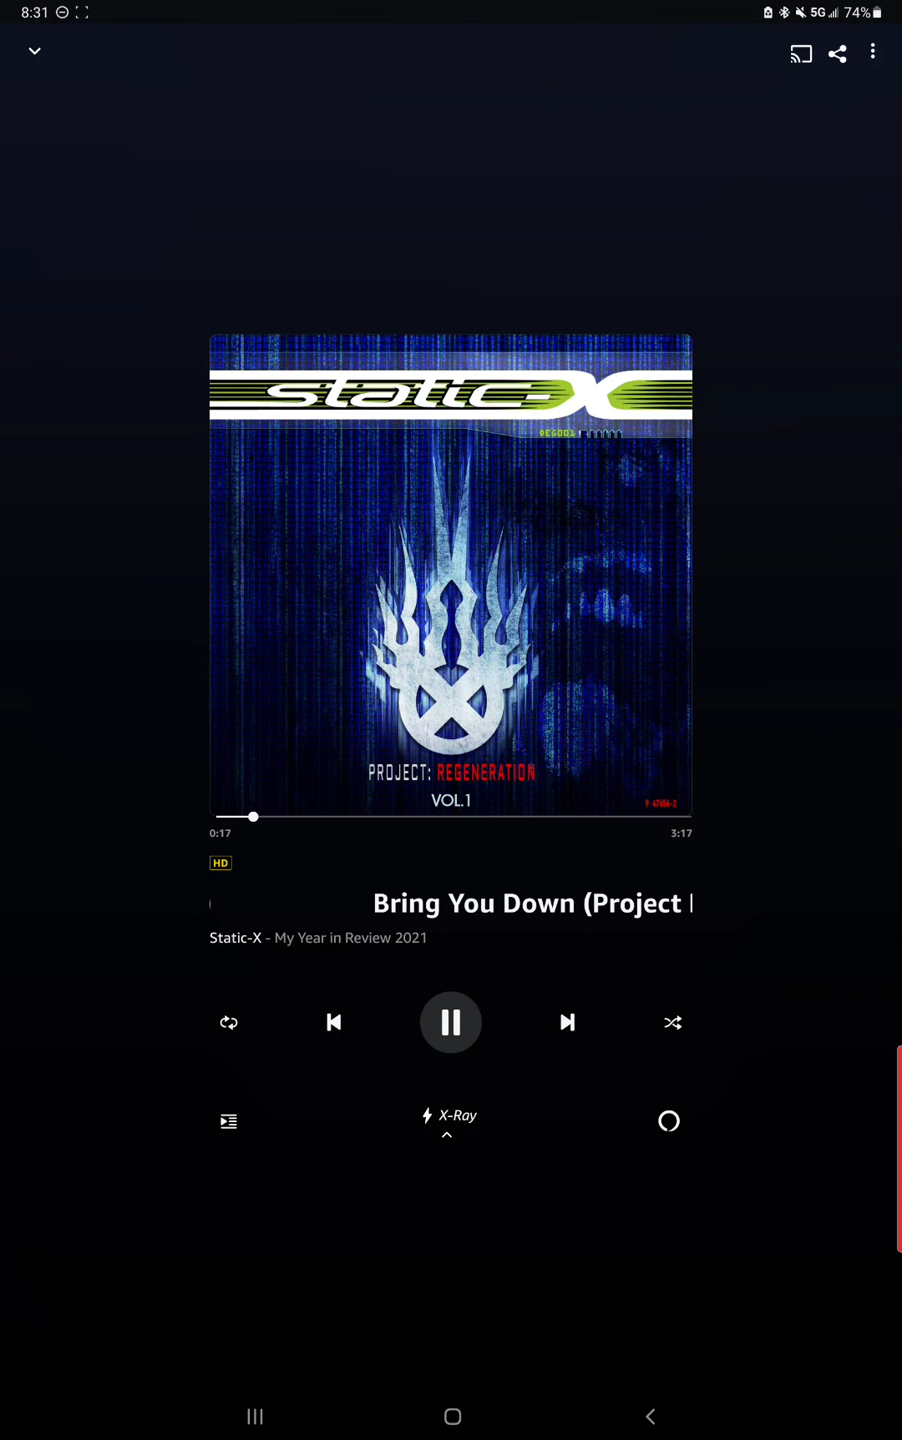 8:31 5G 74%
static-X
PROJECT: REGENERATION
VOL.1
0:17 3:17
HD
) Bring You Down (Project
Static-X - My Year in Review 2021
X-Ray